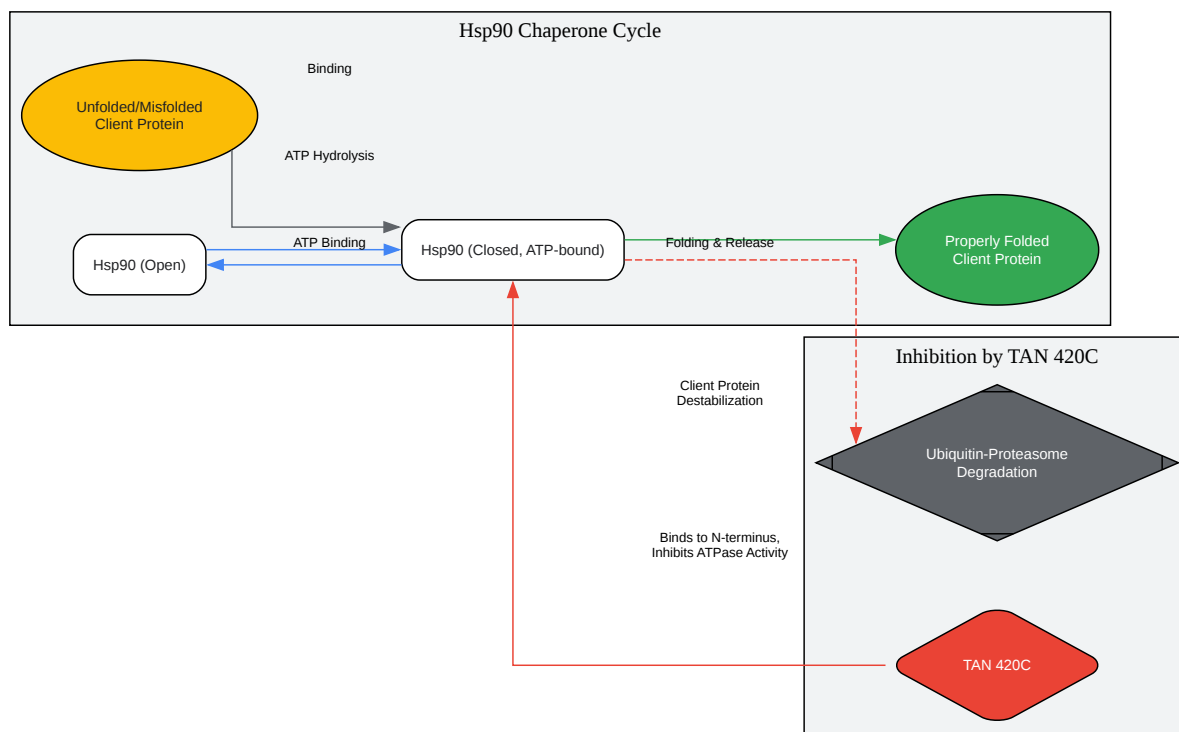 Hsp90 Chaperone Cycle
Binding
Unfolded/Misfolded
Client Protein
ATP Hydrolysis
ATP Binding
Folding & Release
Hsp90 (Open)
Hsp90 (Closed, ATP-bound)
Properly Folded
Client Protein
Inhibition by TAN 420C
Client Protein
Destabilization
Ubiquitin-Proteasome
Degradation
Binds to N-terminus,
Inhibits ATPase Activity
TAN 420C